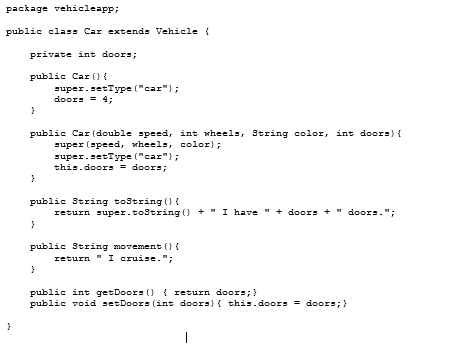 package vehicleapp;
public class Car extends Vehicle {
private int doors;
public Car(){
super.setType("car");
doors = 4;
}
public Car(double speed, int wheels, String color, int doors){
super(speed, wheels, color);
super.setType("car");
this.doors = doors;
}
public String toString(){
return super.toString() + " I have " + doors + " doors.";
}
public String movement(){
return " I cruise.";
}
public int getDoors() { return doors;}
public void setDoors(int doors){ this.doors = doors;}
}